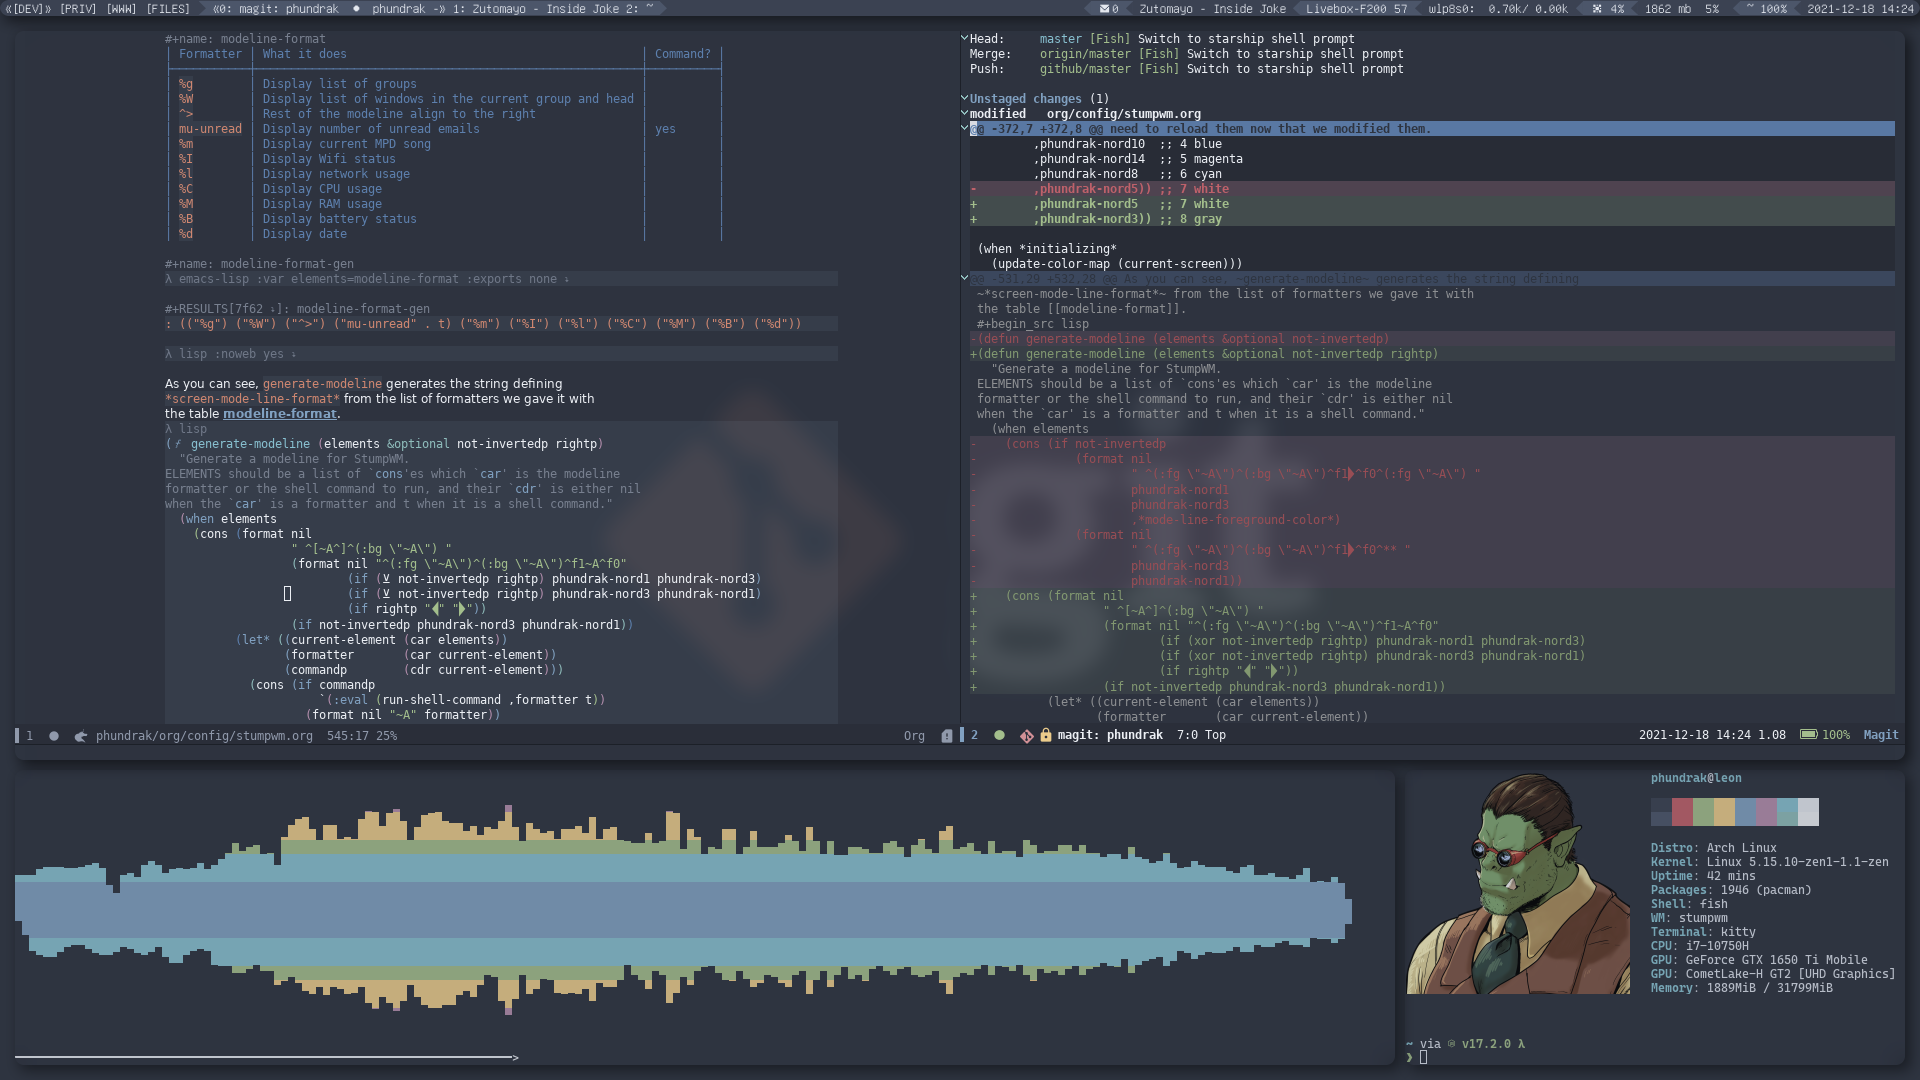 «[DEV]» [PRIV] [WWW] [FILES] «0: magit: phundrak ● phundrak -» 1: Zutomayo - Inside Joke 2: ~
0 Zutomayo - Inside Joke Livebox-F200 57 wlp8s0: 0.70k/ 0.00k 4% 1862 mb 5% ~ 100% 2021-12-18 14:24
#+name: modeline-format
| Formatter | What it does | Command? |
| %g | Display list of groups | |
| %W | Display list of windows in the current group and head | |
| ^> | Rest of the modeline align to the right | |
| mu-unread | Display number of unread emails | yes |
| %m | Display current MPD song | |
| %I | Display Wifi status | |
| %l | Display network usage | |
| %C | Display CPU usage | |
| %M | Display RAM usage | |
| %B | Display battery status | |
| %d | Display date | |
#+name: modeline-format-gen
λ emacs-lisp :var elements=modeline-format :exports none
#+RESULTS[7f62 ]: modeline-format-gen
: (("%g") ("%W") ("^>") ("mu-unread" . t) ("%m") ("%I") ("%l") ("%C") ("%M") ("%B") ("%d"))
λ lisp :noweb yes
As you can see, generate-modeline generates the string defining
*screen-mode-line-format* from the list of formatters we gave it with
the table modeline-format.
λ lisp
(ƒ generate-modeline (elements &optional not-invertedp rightp)
"Generate a modeline for StumpWM.
ELEMENTS should be a list of `cons'es which `car' is the modeline
formatter or the shell command to run, and their `cdr' is either nil
when the `car' is a formatter and t when it is a shell command."
(when elements
(cons (format nil
" ^[~A^]^(:bg \"~A\") "
(format nil "^(:fg \"~A\")^(:bg \"~A\")^f1~A^f0"
(if (⊻ not-invertedp rightp) phundrak-nord1 phundrak-nord3)
(if (⊻ not-invertedp rightp) phundrak-nord3 phundrak-nord1)
(if rightp "" ""))
(if not-invertedp phundrak-nord3 phundrak-nord1))
(let* ((current-element (car elements))
(formatter (car current-element))
(commandp (cdr current-element)))
(cons (if commandp
`(:eval (run-shell-command ,formatter t))
(format nil "~A" formatter))
1 ● phundrak/org/config/stumpwm.org 545:17 25% Org
Head: master [Fish] Switch to starship shell prompt
Merge: origin/master [Fish] Switch to starship shell prompt
Push: github/master [Fish] Switch to starship shell prompt
Unstaged changes (1)
modified org/config/stumpwm.org
@@ -372,7 +372,8 @@ need to reload them now that we modified them.
,phundrak-nord10 ;; 4 blue
,phundrak-nord14 ;; 5 magenta
,phundrak-nord8 ;; 6 cyan
- ,phundrak-nord5)) ;; 7 white
+ ,phundrak-nord5 ;; 7 white
+ ,phundrak-nord3)) ;; 8 gray
(when *initializing*
(update-color-map (current-screen)))
@@ -531,29 +532,28 @@ As you can see, ~generate-modeline~ generates the string defining
~*screen-mode-line-format*~ from the list of formatters we gave it with
the table [[modeline-format]].
#+begin_src lisp
-(defun generate-modeline (elements &optional not-invertedp)
+(defun generate-modeline (elements &optional not-invertedp rightp)
"Generate a modeline for StumpWM.
ELEMENTS should be a list of `cons'es which `car' is the modeline
formatter or the shell command to run, and their `cdr' is either nil
when the `car' is a formatter and t when it is a shell command."
(when elements
- (cons (if not-invertedp
- (format nil
- " ^(:fg \"~A\")^(:bg \"~A\")^f1^f0^(:fg \"~A\") "
- phundrak-nord1
- phundrak-nord3
- ,*mode-line-foreground-color*)
- (format nil
- " ^(:fg \"~A\")^(:bg \"~A\")^f1^f0^** "
- phundrak-nord3
- phundrak-nord1))
+ (cons (format nil
+ " ^[~A^]^(:bg \"~A\") "
+ (format nil "^(:fg \"~A\")^(:bg \"~A\")^f1~A^f0"
+ (if (xor not-invertedp rightp) phundrak-nord1 phundrak-nord3)
+ (if (xor not-invertedp rightp) phundrak-nord3 phundrak-nord1)
+ (if rightp "" ""))
+ (if not-invertedp phundrak-nord3 phundrak-nord1))
(let* ((current-element (car elements))
(formatter (car current-element))
2 ● magit: phundrak 7:0 Top 2021-12-18 14:24 1.08 100% Magit
phundrak@leon
Distro: Arch Linux
Kernel: Linux 5.15.10-zen1-1.1-zen
Uptime: 42 mins
Packages: 1946 (pacman)
Shell: fish
WM: stumpwm
Terminal: kitty
CPU: i7-10750H
GPU: GeForce GTX 1650 Ti Mobile
GPU: CometLake-H GT2 [UHD Graphics]
Memory: 1889MiB / 31799MiB
~ via v17.2.0 λ
❯